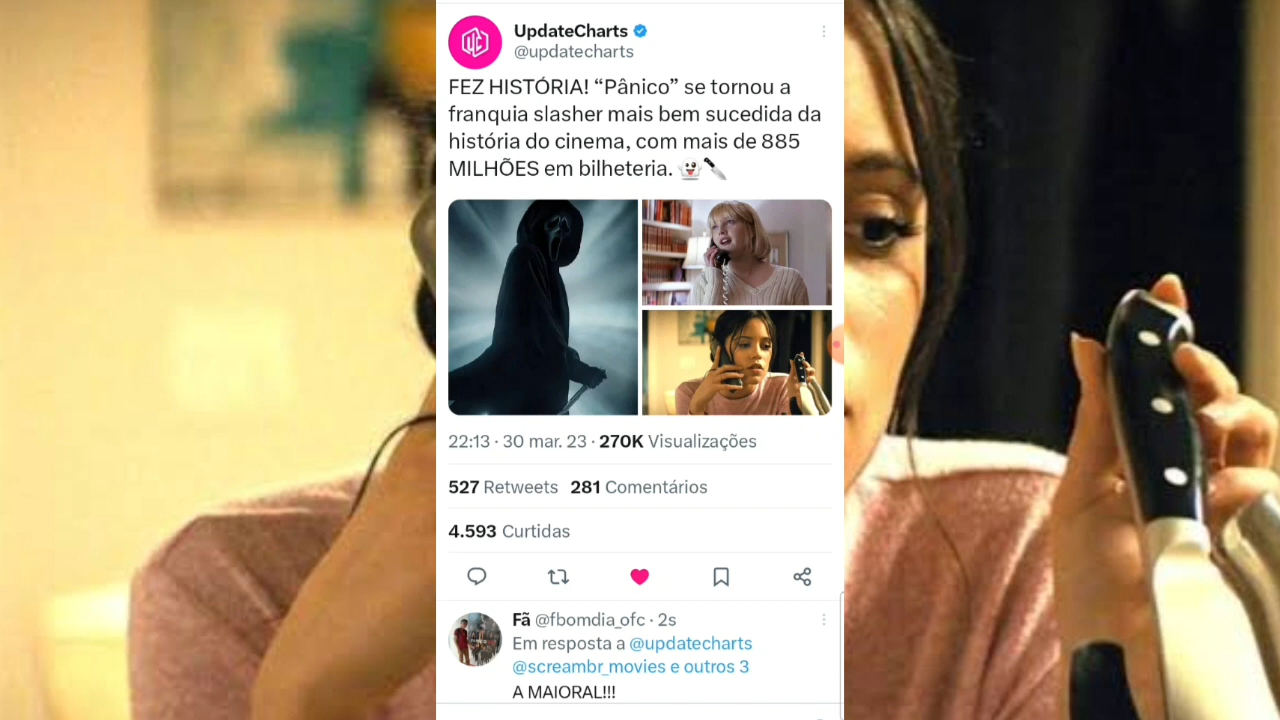 UpdateCharts
@updatecharts
FEZ HISTÓRIA! “Pânico” se tornou a
franquia slasher mais bem sucedida da
história do cinema, com mais de 885
MILHÕES em bilheteria. 👻🔪
22:13 · 30 mar. 23 · 270K Visualizações
527 Retweets 281 Comentários
4.593 Curtidas
Fã @fbomdia_ofc · 2s
Em resposta a @updatecharts
@screambr_movies e outros 3
A MAIORAL!!!